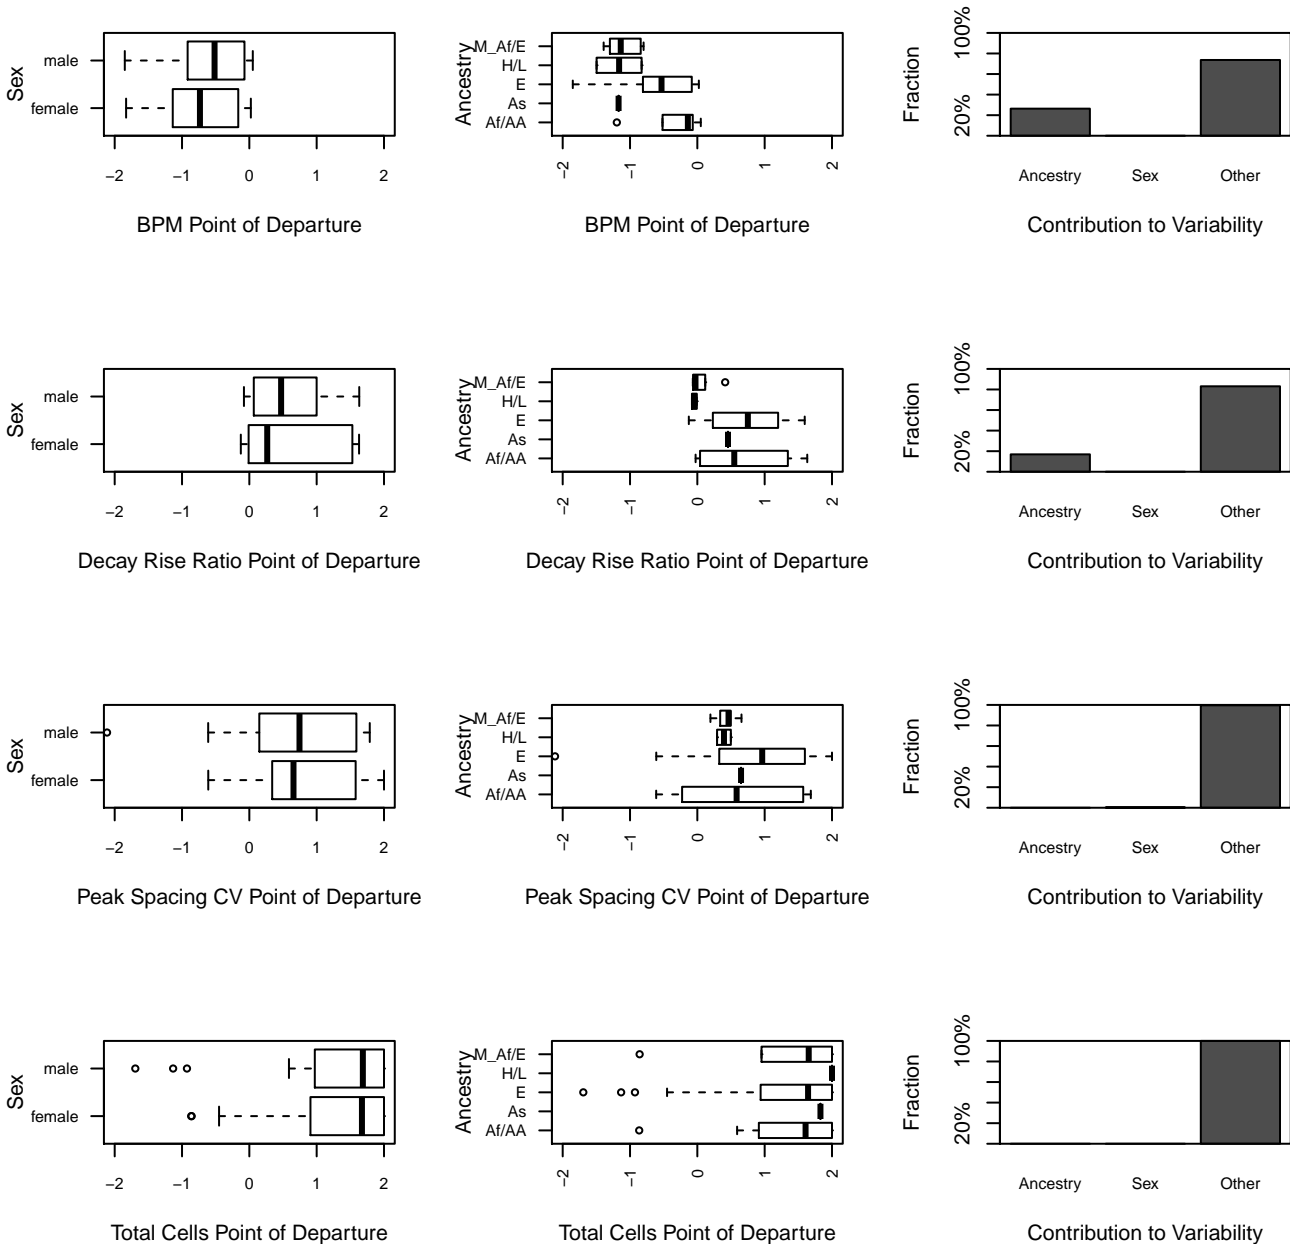 Sex
male
female
−2 −1 0 1 2
BPM Point of Departure
Ancestry
M_Af/E
H/L
E
As
Af/AA
−2 −1 0 1 2
BPM Point of Departure
Fraction
20% 100%
Ancestry Sex Other
Contribution to Variability
Sex
male
female
−2 −1 0 1 2
Decay Rise Ratio Point of Departure
Ancestry
M_Af/E
H/L
E
As
Af/AA
−2 −1 0 1 2
Decay Rise Ratio Point of Departure
Fraction
20% 100%
Ancestry Sex Other
Contribution to Variability
Sex
male
female
−2 −1 0 1 2
Peak Spacing CV Point of Departure
Ancestry
M_Af/E
H/L
E
As
Af/AA
−2 −1 0 1 2
Peak Spacing CV Point of Departure
Fraction
20% 100%
Ancestry Sex Other
Contribution to Variability
Sex
male
female
−2 −1 0 1 2
Total Cells Point of Departure
Ancestry
M_Af/E
H/L
E
As
Af/AA
−2 −1 0 1 2
Total Cells Point of Departure
Fraction
20% 100%
Ancestry Sex Other
Contribution to Variability